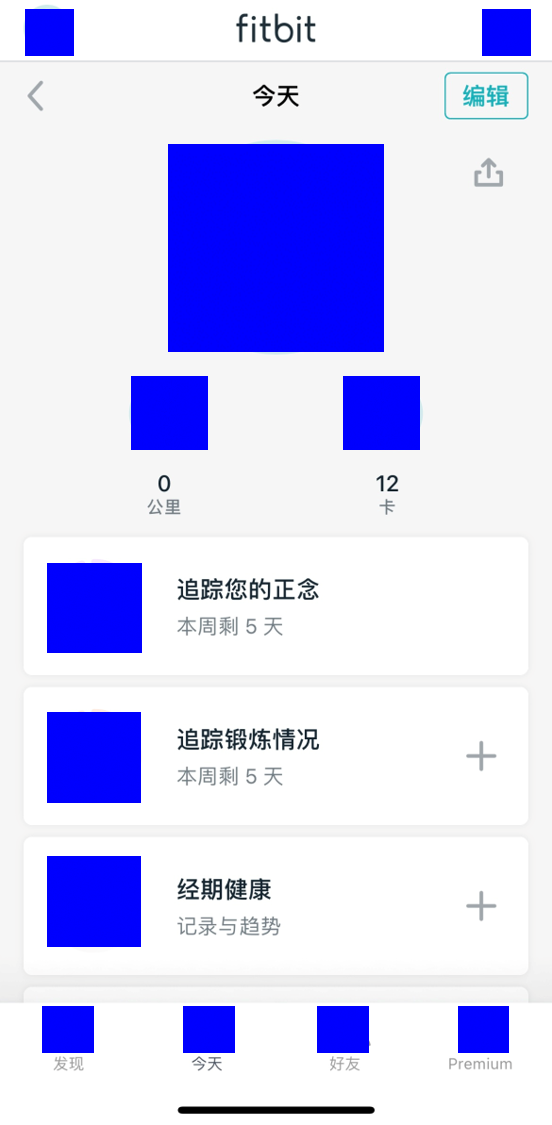 fitbit
今天
编辑
0
公里
12
卡
追踪您的正念
本周剩 5 天
追踪锻炼情况
本周剩 5 天
经期健康
记录与趋势
发现
今天
好友
Premium